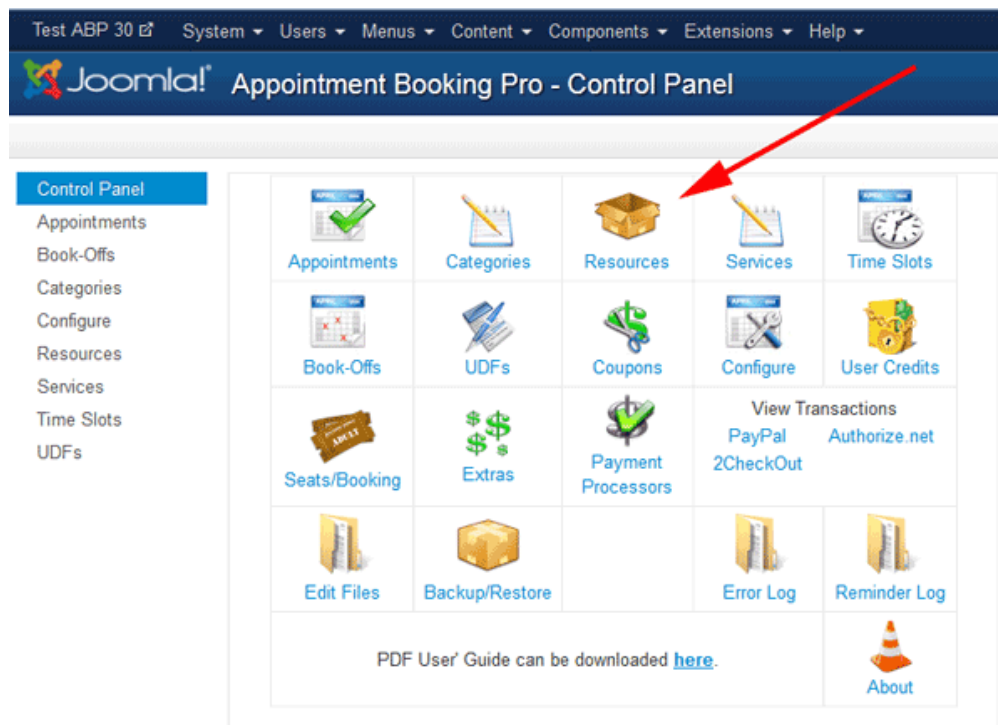 Test ABP 30 System Users Menus Content Components Extensions Help
Joomla!® Appointment Booking Pro - Control Panel
Control Panel
Appointments
Book-Offs
Categories
Configure
Resources
Services
Time Slots
UDFs
Appointments Categories Resources Services Time Slots
Book-Offs UDFs Coupons Configure User Credits
Seats/Booking
ADULT
Extras
Payment
Processors
View Transactions
PayPal Authorize.net
2CheckOut
Edit Files Backup/Restore Error Log Reminder Log
PDF User' Guide can be downloaded here.
About